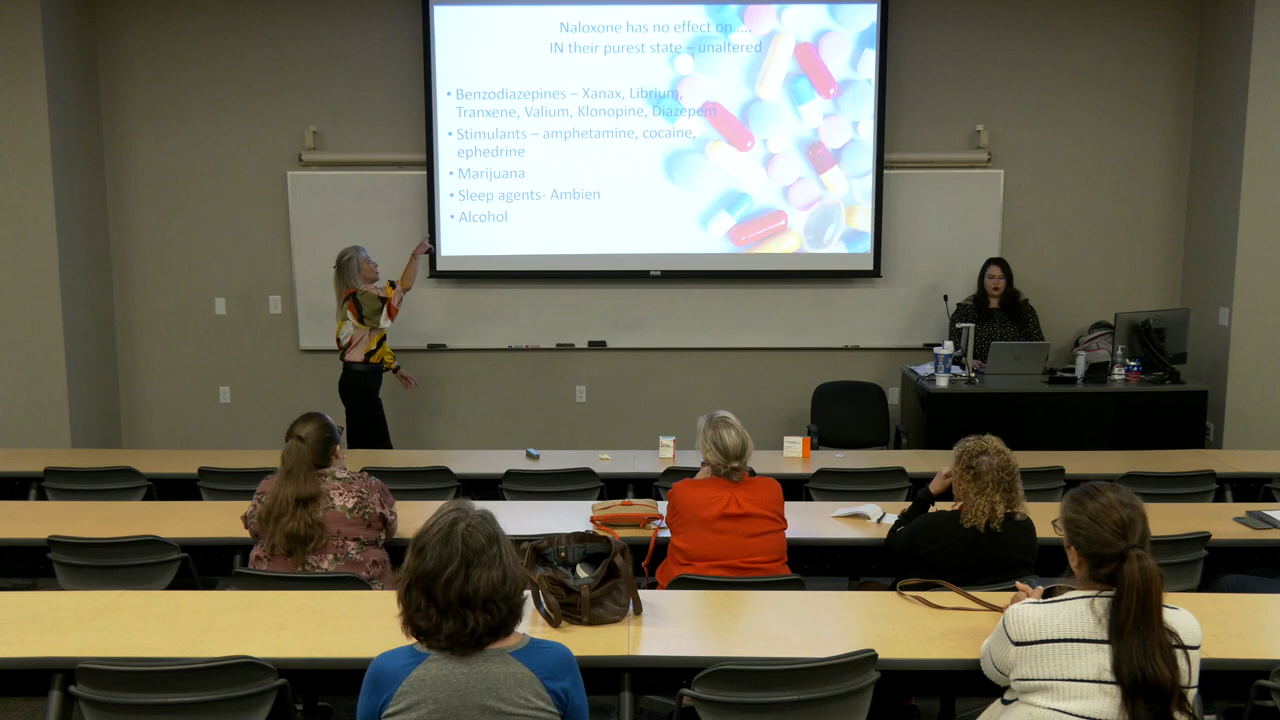 Naloxone has no effect on.....
IN their purest state – unaltered
• Benzodiazepines – Xanax, Librium,
Tranxene, Valium, Klonopine, Diazepem
• Stimulants – amphetamine, cocaine,
ephedrine
• Marijuana
• Sleep agents- Ambien
• Alcohol